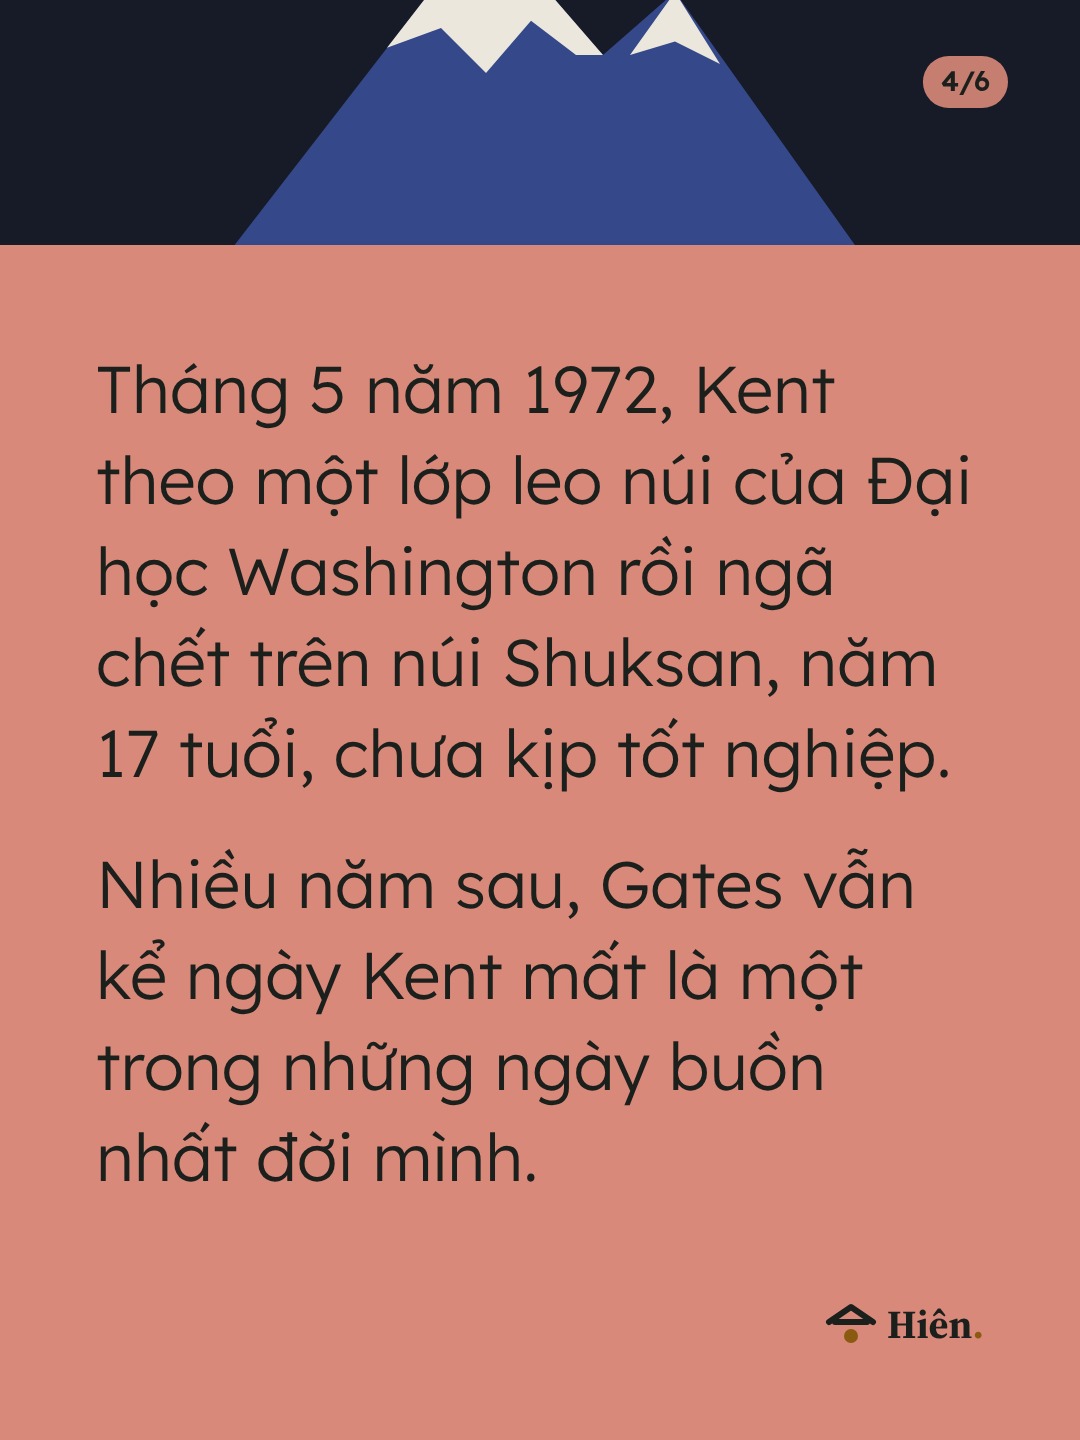 4/6
Tháng 5 năm 1972, Kent
theo một lớp leo núi của Đại
học Washington rồi ngã
chết trên núi Shuksan, năm
17 tuổi, chưa kịp tốt nghiệp.
Nhiều năm sau, Gates vẫn
kể ngày Kent mất là một
trong những ngày buồn
nhất đời mình.
Hiên.